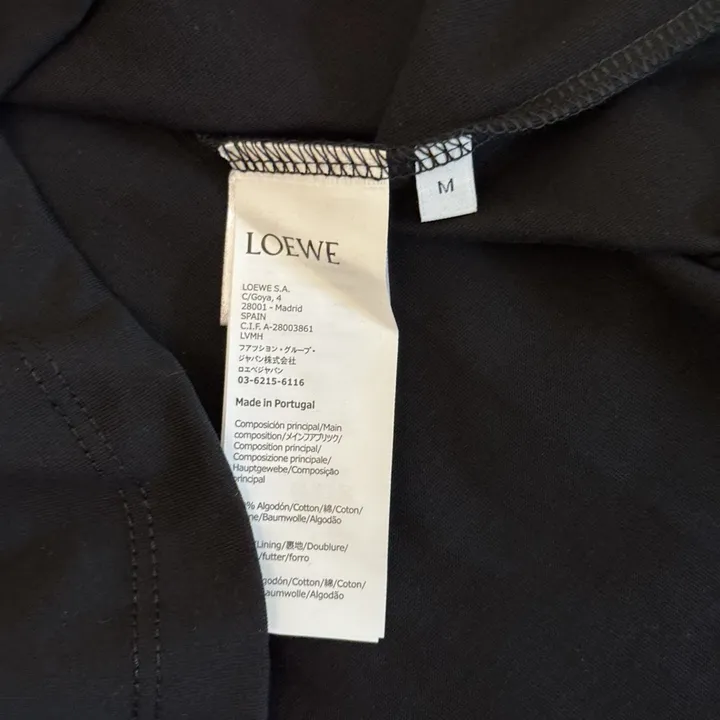 M
LOEWE
LOEWE S.A.
C/Goya, 4
28001 - Madrid
SPAIN
C.I.F. A-28003861
LVMH
ファッション・グループ・
ジャパン株式会社
ロエベジャパン
03-6215-6116
Made in Portugal
Composición principal/Main
composition/メインファブリック/
Composition principal/
Composizione principale/
Hauptgewebe/Composição
principal
% Algodón/Cotton/綿/Coton/
/Baumwolle/Algodão
/Lining/裏地/Doublure/
/futter/forro
/Cotton/綿/Coton/
/Algodão